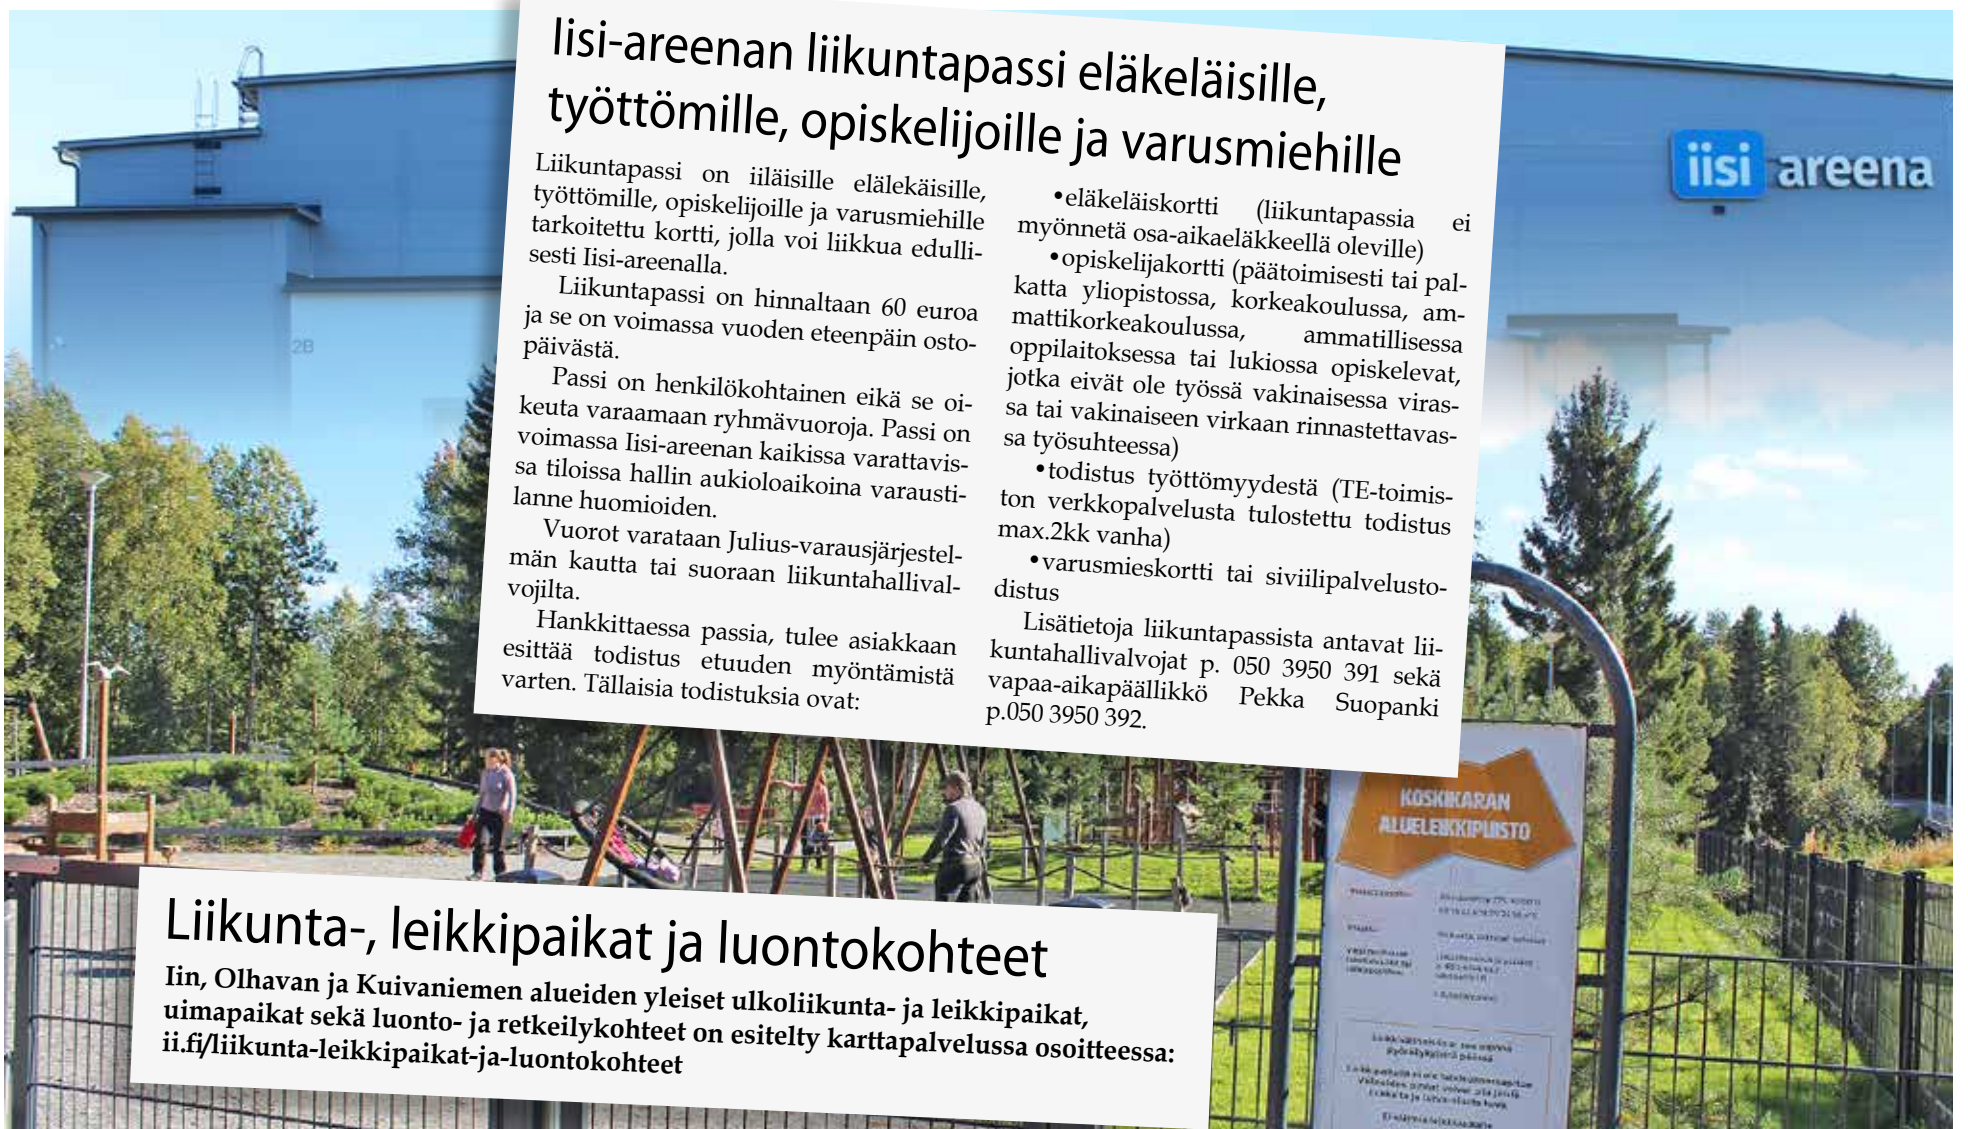 Iisi-areenan liikuntapassi eläkeläisille,
työttömille, opiskelijoille ja varusmiehille
Liikuntapassi on iiläisille elälekäisille,
työttömille, opiskelijoille ja varusmiehille
tarkoitettu kortti, jolla voi liikkua edulli-
sesti Iisi-areenalla.
Liikuntapassi on hinnaltaan 60 euroa
ja se on voimassa vuoden eteenpäin osto-
päivästä.
Passi on henkilökohtainen eikä se oi-
keuta varaamaan ryhmävuoroja. Passi on
voimassa Iisi-areenan kaikissa varattavis-
sa tiloissa hallin aukioloaikoina varausti-
lanne huomioiden.
Vuorot varataan Julius-varausjärjestel-
män kautta tai suoraan liikuntahallival-
vojilta.
Hankkittaessa passia, tulee asiakkaan
esittää todistus etuuden myöntämistä
varten. Tällaisia todistuksia ovat:
•eläkeläiskortti (liikuntapassia ei
myönnetä osa-aikaeläkkeellä oleville)
•opiskelijakortti (päätoimisesti tai pal-
katta yliopistossa, korkeakoulussa, am-
mattikorkeakoulussa, ammatillisessa
oppilaitoksessa tai lukiossa opiskelevat,
jotka eivät ole työssä vakinaisessa viras-
sa tai vakinaiseen virkaan rinnastettavas-
sa työsuhteessa)
•todistus työttömyydestä (TE-toimis-
ton verkkopalvelusta tulostettu todistus
max.2kk vanha)
•varusmieskortti tai siviilipalvelusto-
distus
Lisätietoja liikuntapassista antavat lii-
kuntahallivalvojat p. 050 3950 391 sekä
vapaa-aikapäällikkö Pekka Suopanki
p.050 3950 392.
iisi areena
2B
KOSKIKARAN
ALUELEIKKIPUISTO
Liikunta-, leikkipaikat ja luontokohteet
Iin, Olhavan ja Kuivaniemen alueiden yleiset ulkoliikunta- ja leikkipaikat,
uimapaikat sekä luonto- ja retkeilykohteet on esitelty karttapalvelussa osoitteessa:
ii.fi/liikunta-leikkipaikat-ja-luontokohteet